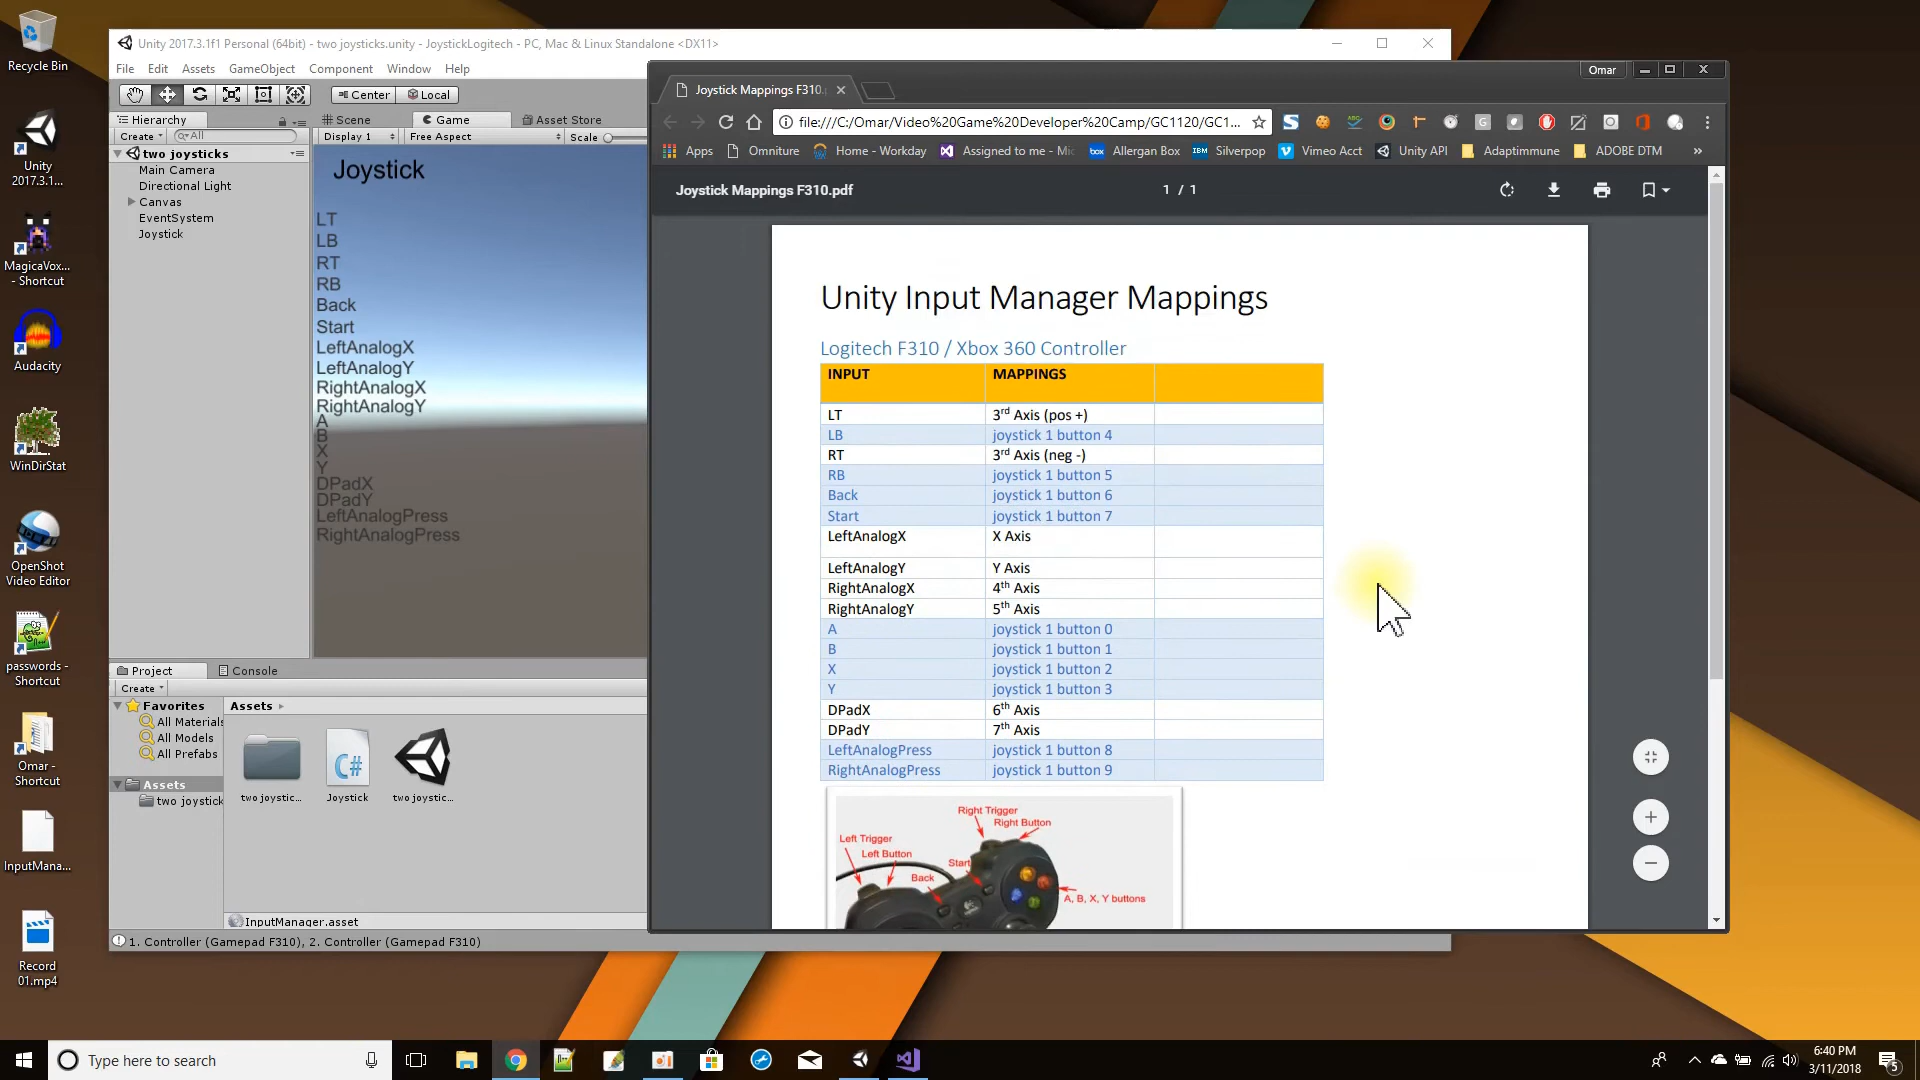 Recycle Bin
Unity
2017.3.1...
MagicaVox...
- Shortcut
Audacity
WinDirStat
OpenShot
Video Editor
passwords -
Shortcut
Omar -
Shortcut
InputMana...
Record
01.mp4
Unity 2017.3.1f1 Personal (64bit) - two joysticks.unity - JoystickLogitech - PC, Mac & Linux Standalone <DX11>
File Edit Assets GameObject Component Window Help
Center Local
Hierarchy
Create All
two joysticks
Main Camera
Directional Light
Canvas
EventSystem
Joystick
Scene Game Asset Store
Display 1 Free Aspect Scale
Joystick
LT
LB
RT
RB
Back
Start
LeftAnalogX
LeftAnalogY
RightAnalogX
RightAnalogY
A
B
X
Y
DPadX
DPadY
LeftAnalogPress
RightAnalogPress
Project Console
Create
Favorites
All Materials
All Models
All Prefabs
Assets
two joystick
Assets
two joystic...
Joystick
two joystic...
InputManager.asset
1. Controller (Gamepad F310), 2. Controller (Gamepad F310)
Omar
Joystick Mappings F310.
file:///C:/Omar/Video%20Game%20Developer%20Camp/GC1120/GC1...
Apps Omniture Home - Workday Assigned to me - Mic box Allergan Box IBM Silverpop Vimeo Acct Unity API Adaptimmune ADOBE DTM »
Joystick Mappings F310.pdf
1 / 1
Unity Input Manager Mappings
Logitech F310 / Xbox 360 Controller
INPUT MAPPINGS
LT 3rd Axis (pos +)
LB joystick 1 button 4
RT 3rd Axis (neg -)
RB joystick 1 button 5
Back joystick 1 button 6
Start joystick 1 button 7
LeftAnalogX X Axis
LeftAnalogY Y Axis
RightAnalogX 4th Axis
RightAnalogY 5th Axis
A joystick 1 button 0
B joystick 1 button 1
X joystick 1 button 2
Y joystick 1 button 3
DPadX 6th Axis
DPadY 7th Axis
LeftAnalogPress joystick 1 button 8
RightAnalogPress joystick 1 button 9
Right Trigger
Right Button
Left Trigger
Left Button
Start
Back
A, B, X, Y buttons
Type here to search
6:40 PM
3/11/2018
5